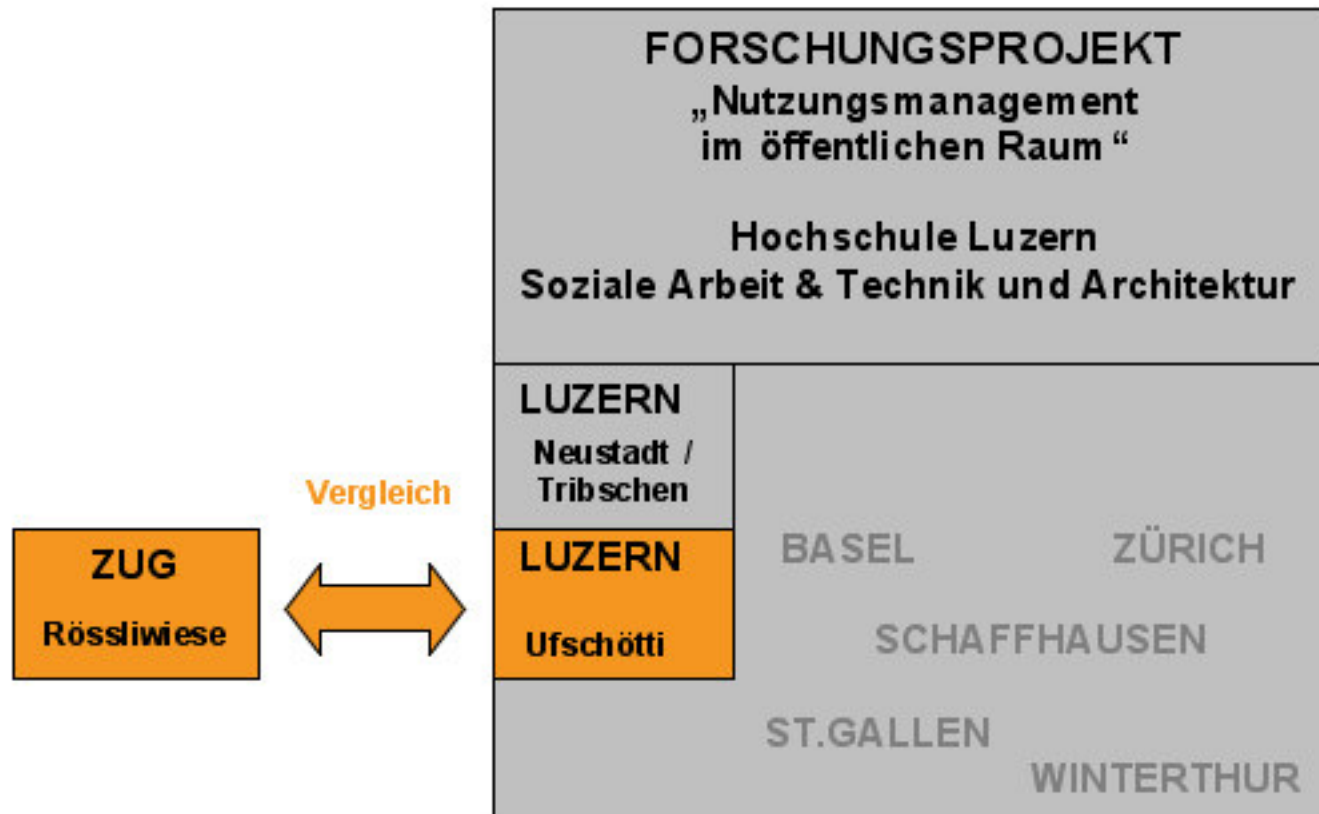 FORSCHUNGSPROJEKT
„Nutzungsmanagement
im öffentlichen Raum “
Hochschule Luzern
Soziale Arbeit & Technik und Architektur
LUZERN
Neustadt /
Tribschen
Vergleich
ZUG
Rössliwiese
LUZERN
Ufschötti
BASEL
ZÜRICH
SCHAFFHAUSEN
ST.GALLEN
WINTERTHUR